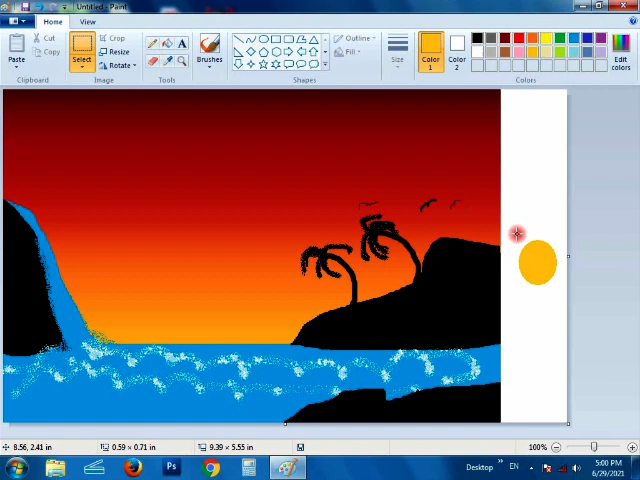 Untitled - Paint
Home View
Paste
Cut
Copy
Clipboard
Select
Crop
Resize
Rotate
Image
A
Tools
Brushes
Outline
Fill
Shapes
Size
Color 1
Color 2
Edit colors
Colors
8.56, 2.41 in
0.59 × 0.71 in
9.39 × 5.55 in
100%
Ps
Desktop
EN
5:00 PM
6/29/2021